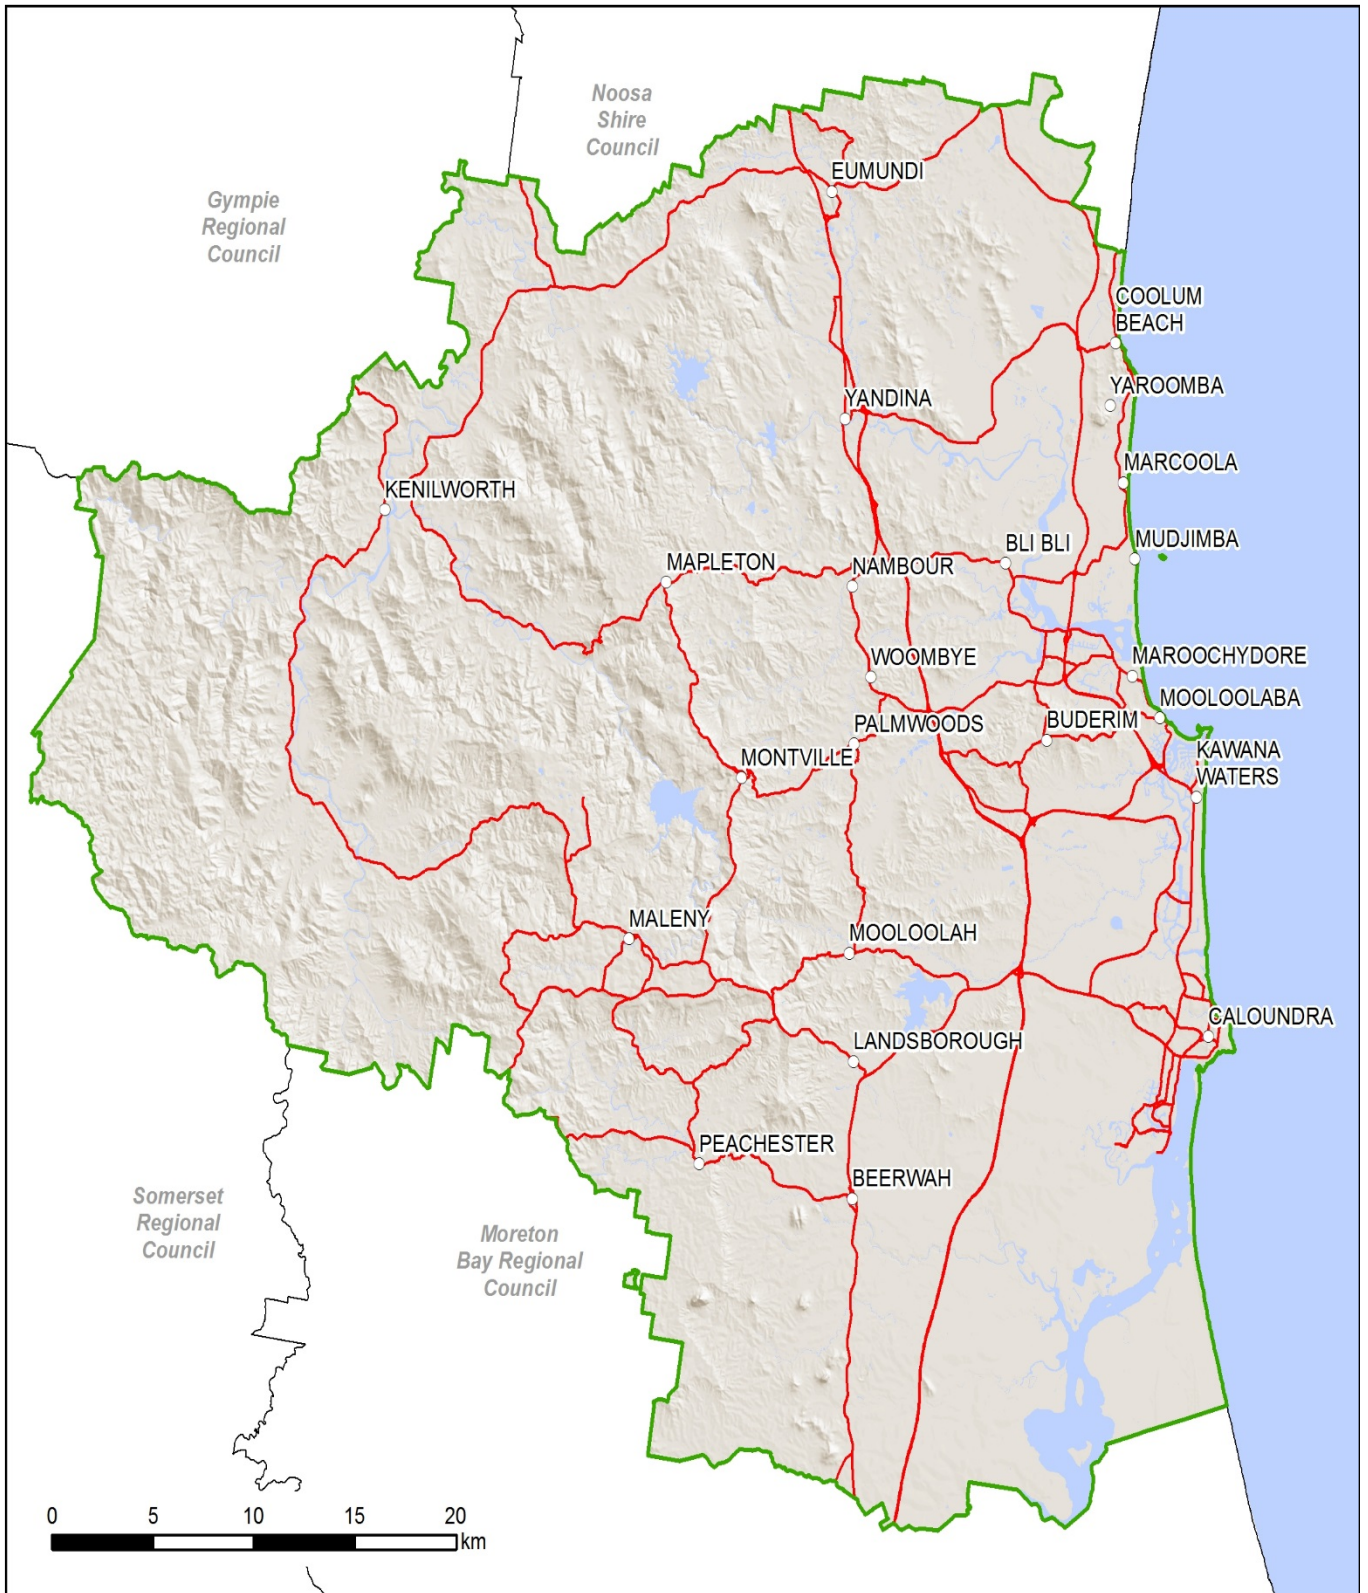 Noosa
Shire
Council
EUMUNDI
Gympie
Regional
Council
COOLUM
BEACH
YAROOMBA
YANDINA
MARCOOLA
KENILWORTH
MUDJIMBA
BLI BLI
MAPLETON
NAMBOUR
WOOMBYE
MAROOCHYDORE
MOOLOOLABA
PALMWOODS
BUDERIM
MONTVILLE
KAWANA
WATERS
MALENY
MOOLOOLAH
CALOUNDRA
LANDSBOROUGH
PEACHESTER
BEERWAH
Somerset
Regional
Council
Moreton
Bay Regional
Council
0 5 10 15 20
km